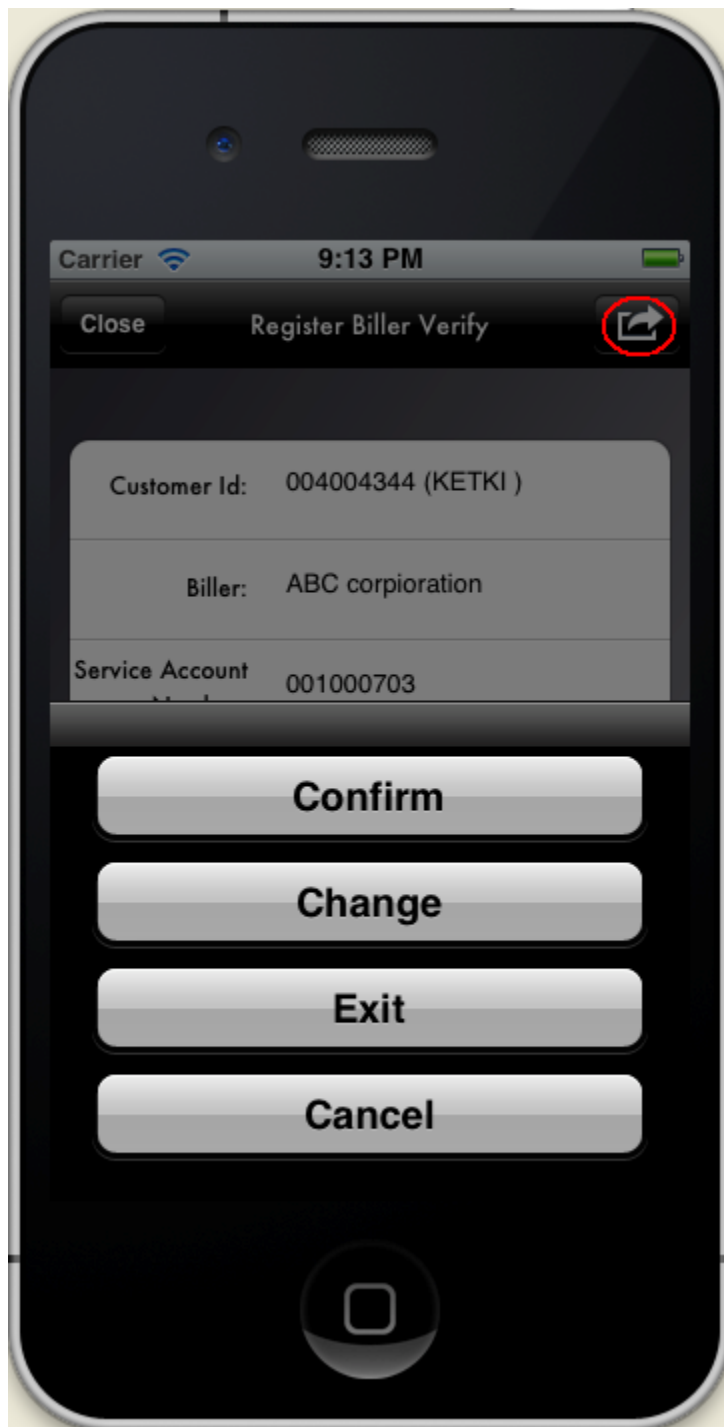 Carrier 9:13 PM
Close Register Biller Verify
Customer Id: 004004344 (KETKI )
Biller: ABC corpioration
Service Account 001000703
Confirm
Change
Exit
Cancel